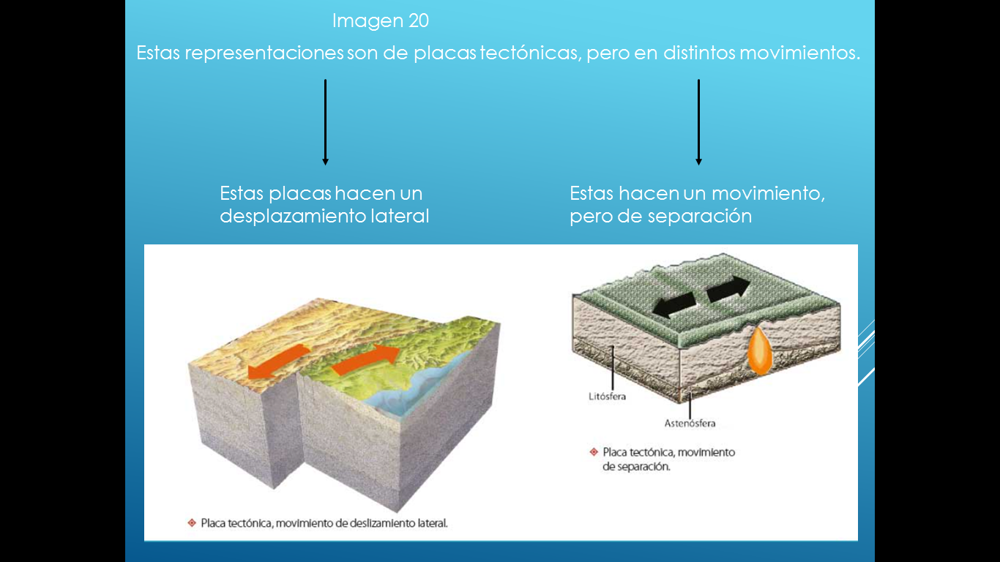 Imagen 20
Estas representaciones son de placas tectónicas, pero en distintos movimientos.
Estas placas hacen un
desplazamiento lateral
Estas hacen un movimiento,
pero de separación
Litósfera
Astenósfera
Placa tectónica, movimiento
de separación.
Placa tectónica, movimiento de deslizamiento lateral.